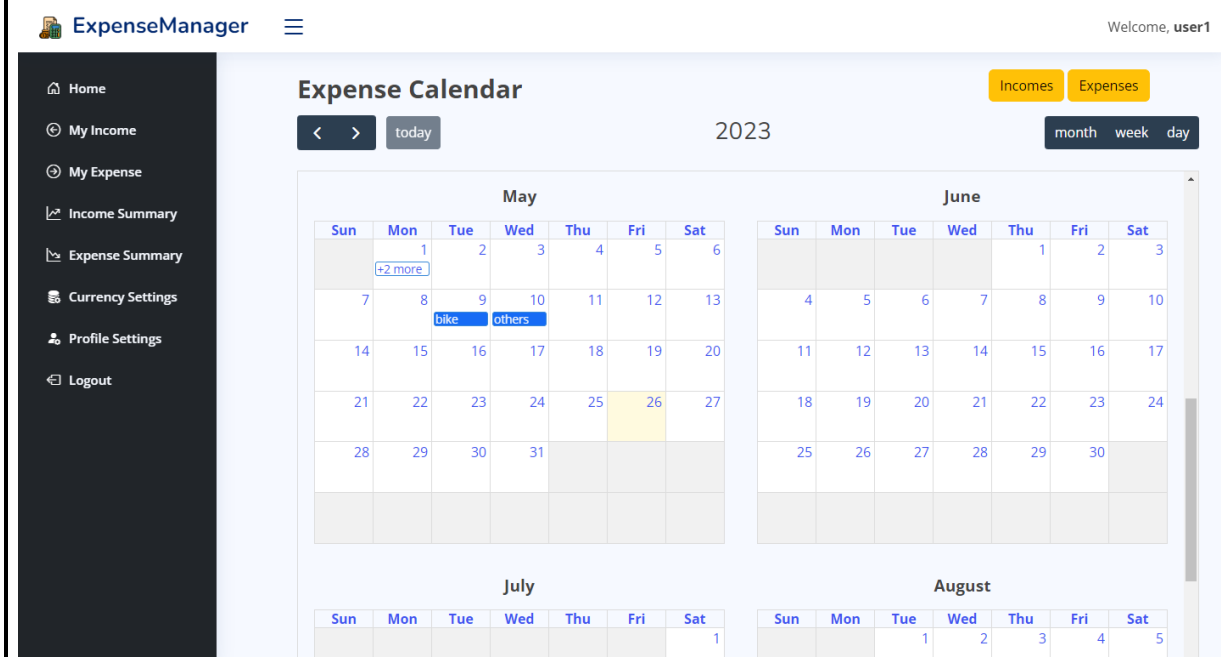 ExpenseManager
Welcome, user1
Home
My Income
My Expense
Income Summary
Expense Summary
Currency Settings
Profile Settings
Logout
Expense Calendar
Incomes Expenses
today
2023
month week day
May
Sun Mon Tue Wed Thu Fri Sat
1 2 3 4 5 6
+2 more
7 8 9 10 11 12 13
bike others
14 15 16 17 18 19 20
21 22 23 24 25 26 27
28 29 30 31
June
Sun Mon Tue Wed Thu Fri Sat
1 2 3
4 5 6 7 8 9 10
11 12 13 14 15 16 17
18 19 20 21 22 23 24
25 26 27 28 29 30
July
Sun Mon Tue Wed Thu Fri Sat
1
August
Sun Mon Tue Wed Thu Fri Sat
1 2 3 4 5